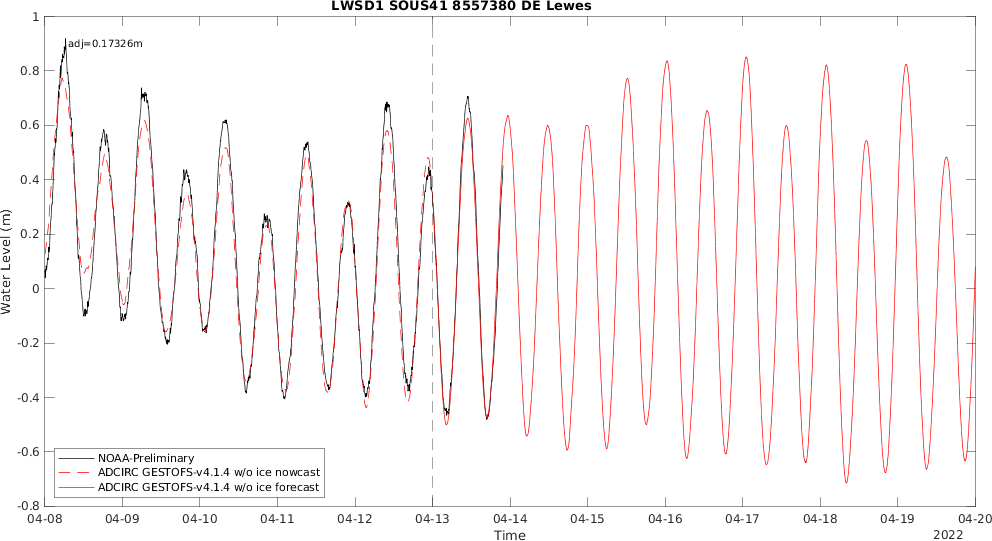 LWSD1 SOUS41 8557380 DE Lewes
adj=0.17326m
1
0.8
0.6
0.4
0.2
0
-0.2
-0.4
-0.6
-0.8
Water Level (m)
NOAA-Preliminary
ADCIRC GESTOFS-v4.1.4 w/o ice nowcast
ADCIRC GESTOFS-v4.1.4 w/o ice forecast
04-08 04-09 04-10 04-11 04-12 04-13 04-14 04-15 04-16 04-17 04-18 04-19 04-20
Time
2022